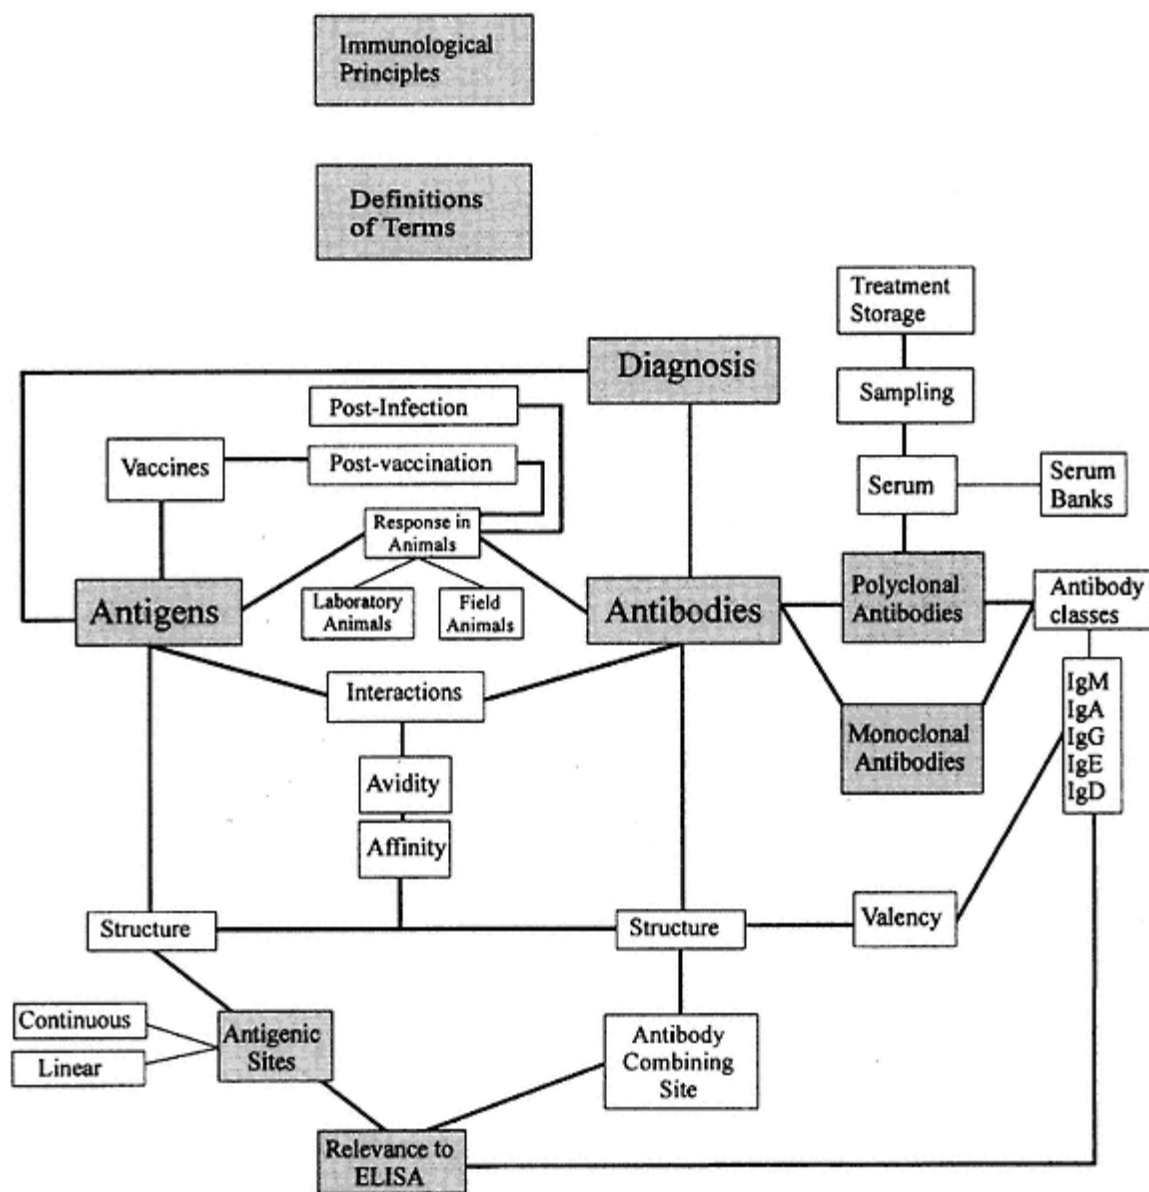 Immunological
Principles
Definitions
of Terms
Treatment
Storage
Diagnosis
Sampling
Post-Infection
Vaccines
Post-vaccination
Serum
Serum
Banks
Response in
Animals
Antigens
Laboratory
Animals
Field
Animals
Antibodies
Polyclonal
Antibodies
Antibody
classes
Interactions
IgM
IgA
IgG
IgE
IgD
Monoclonal
Antibodies
Avidity
Affinity
Structure
Structure
Valency
Continuous
Linear
Antigenic
Sites
Antibody
Combining
Site
Relevance to
ELISA